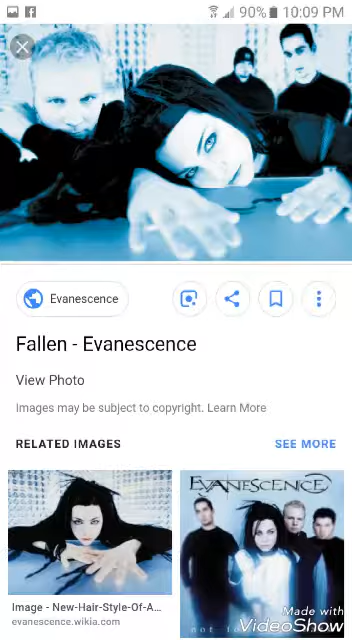 90% 10:09 PM
Evanescence
Fallen - Evanescence
View Photo
Images may be subject to copyright. Learn More
RELATED IMAGES
SEE MORE
EVANESCENCE
Image - New-Hair-Style-Of-A...
evanescence.wikia.com
Made with
VideoShow